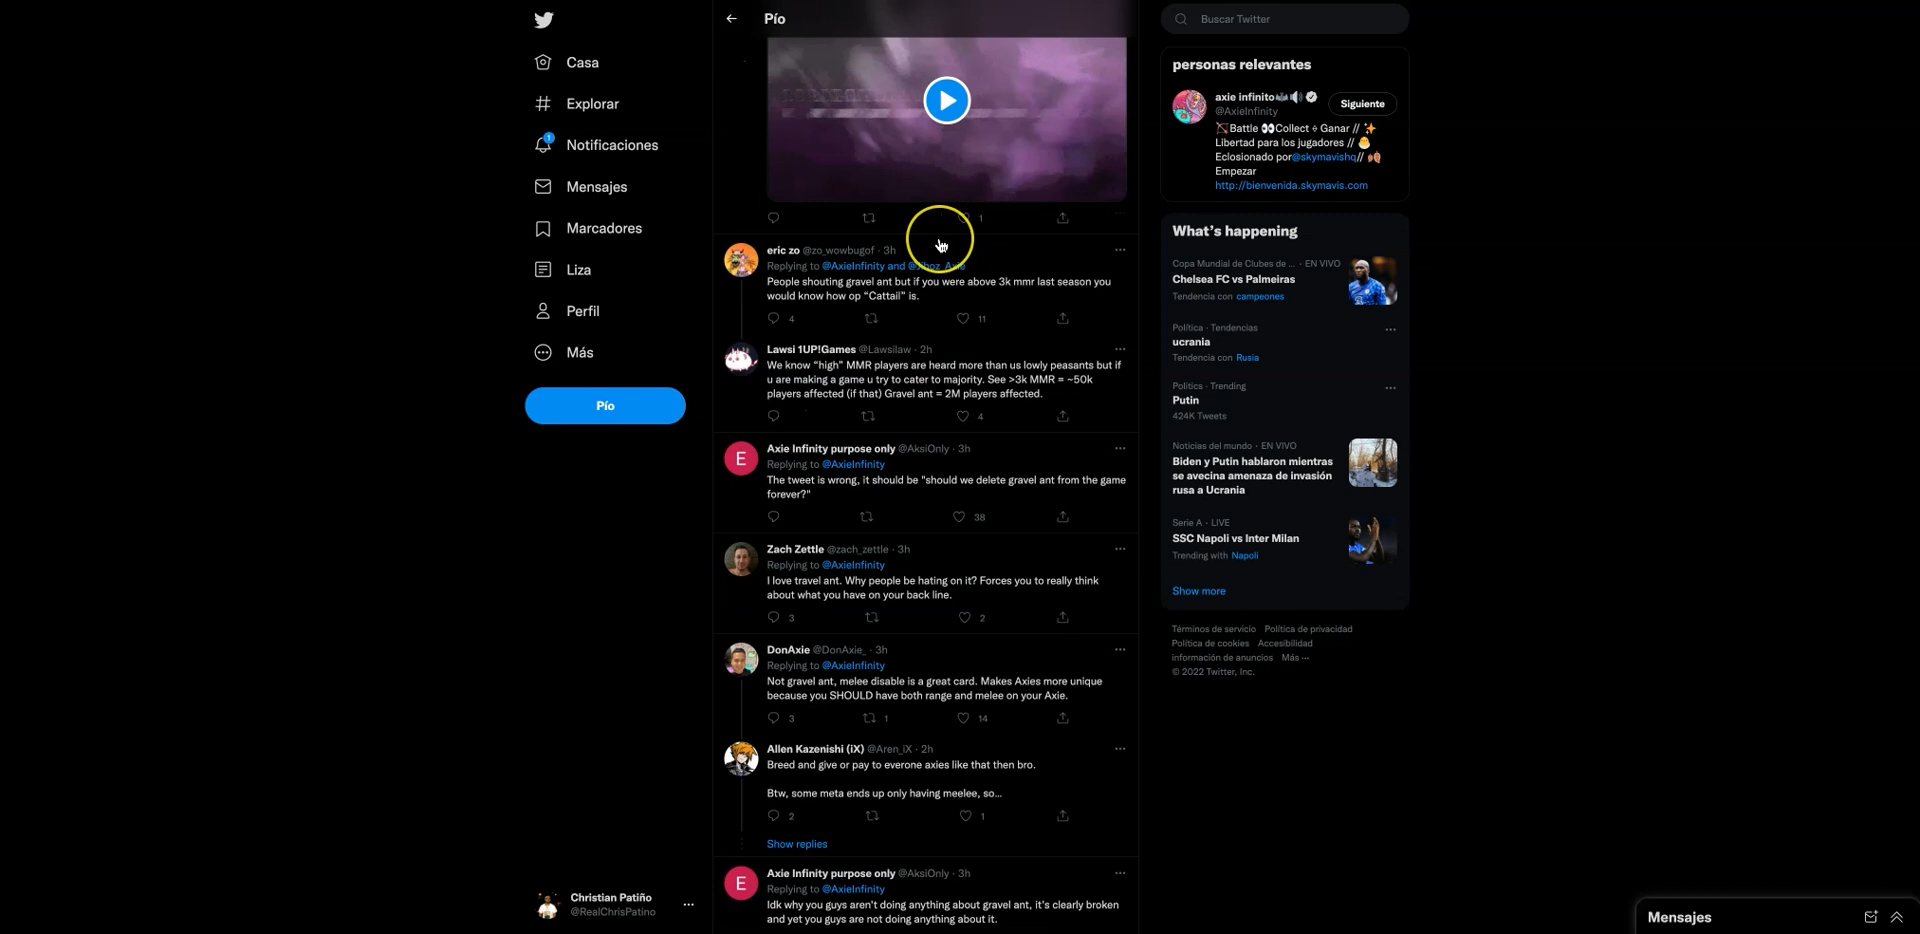 Casa
Explorar
1
Notificaciones
Mensajes
Marcadores
Liza
Perfil
Más
Pío
Christian Patiño
@RealChrisPatino
Pío
1
eric zo @zo_wowbugof · 3h
Replying to @AxieInfinity and
People shouting gravel ant but if you were above 3k mmr last season you
would know how op “Cattail” is.
4 11
Lawsi 1UP!Games @Lawsilaw · 2h
We know “high” MMR players are heard more than us lowly peasants but if
u are making a game u try to cater to majority. See >3k MMR = ~50k
players affected (if that) Gravel ant = 2M players affected.
4
E
Axie Infinity purpose only @AksiOnly · 3h
Replying to @AxieInfinity
The tweet is wrong, it should be "should we delete gravel ant from the game
forever?"
38
Zach Zettle @zach_zettle · 3h
Replying to @AxieInfinity
I love travel ant. Why people be hating on it? Forces you to really think
about what you have on your back line.
3 2
DonAxie @DonAxie_ · 3h
Replying to @AxieInfinity
Not gravel ant, melee disable is a great card. Makes Axies more unique
because you SHOULD have both range and melee on your Axie.
3 1 14
Allen Kazenishi (iX) @Aren_iX · 2h
Breed and give or pay to everone axies like that then bro.
Btw, some meta ends up only having meelee, so...
2 1
Show replies
E
Axie Infinity purpose only @AksiOnly · 3h
Replying to @AxieInfinity
Idk why you guys aren't doing anything about gravel ant, it's clearly broken
and yet you guys are not doing anything about it.
Buscar Twitter
personas relevantes
axie infinito
@AxieInfinity
Siguiente
Battle Collect Ganar //
Libertad para los jugadores //
Eclosionado por@skymavishq//
Empezar
http://bienvenida.skymavis.com
What's happening
Copa Mundial de Clubes de ... · EN VIVO
Chelsea FC vs Palmeiras
Tendencia con campeones
Política · Tendencias
ucrania
Tendencia con Rusia
Politics · Trending
Putin
424K Tweets
Noticias del mundo · EN VIVO
Biden y Putin hablaron mientras
se avecina amenaza de invasión
rusa a Ucrania
Serie A · LIVE
SSC Napoli vs Inter Milan
Trending with Napoli
Show more
Términos de servicio Política de privacidad
Política de cookies Accesibilidad
información de anuncios Más ···
© 2022 Twitter, Inc.
Mensajes